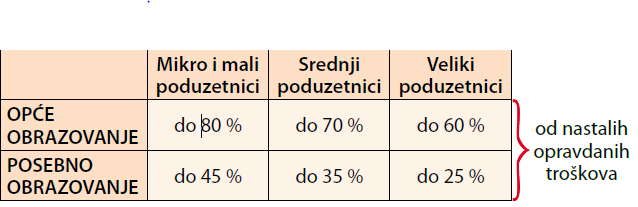 Mikro i mali poduzetnici
Srednji poduzetnici
Veliki poduzetnici
OPĆE OBRAZOVANJE
do 80 %
do 70 %
do 60 %
POSEBNO OBRAZOVANJE
do 45 %
do 35 %
do 25 %
od nastalih
opravdanih
troškova